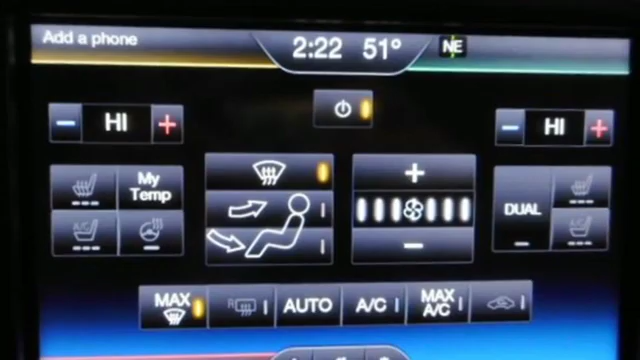 Add a phone
2:22 51° NE
HI
HI
My
Temp
A/C
DUAL
A/C
MAX
R
AUTO
A/C
MAX
A/C